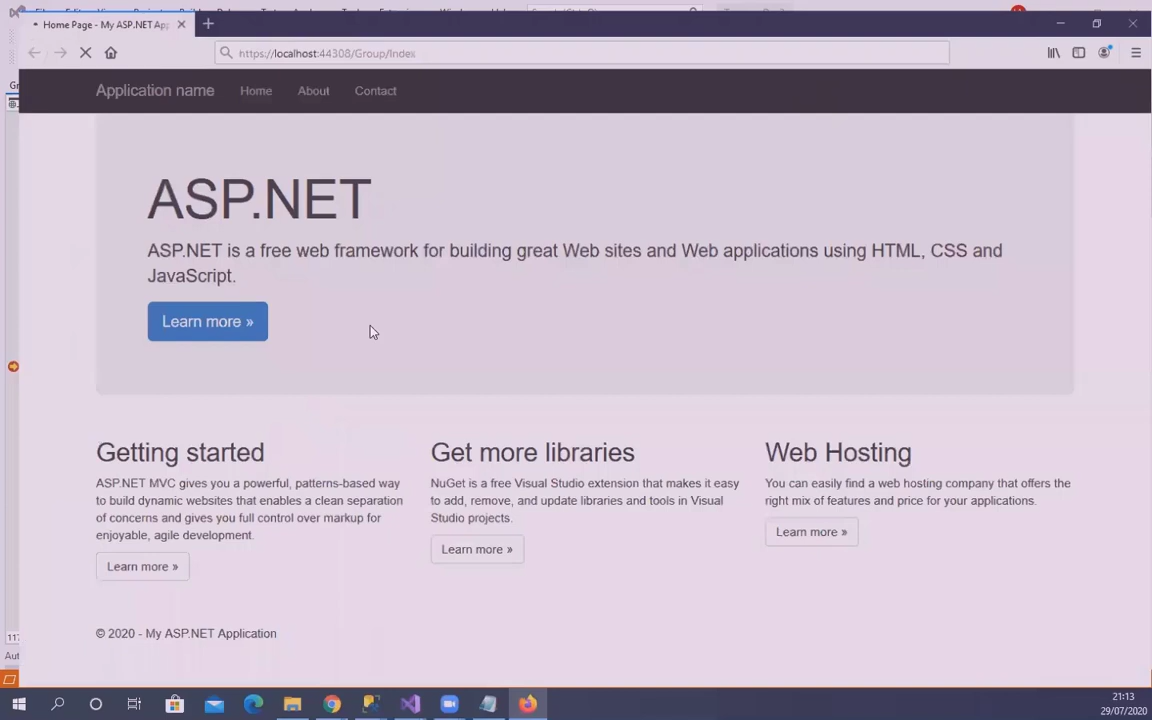 Home Page - My ASP.NET App
https://localhost:44308/Group/Index
Application name Home About Contact
ASP.NET
ASP.NET is a free web framework for building great Web sites and Web applications using HTML, CSS and
JavaScript.
Learn more »
Getting started
ASP.NET MVC gives you a powerful, patterns-based way
to build dynamic websites that enables a clean separation
of concerns and gives you full control over markup for
enjoyable, agile development.
Learn more »
Get more libraries
NuGet is a free Visual Studio extension that makes it easy
to add, remove, and update libraries and tools in Visual
Studio projects.
Learn more »
Web Hosting
You can easily find a web hosting company that offers the
right mix of features and price for your applications.
Learn more »
© 2020 - My ASP.NET Application
117
Aut
21:13
29/07/2020